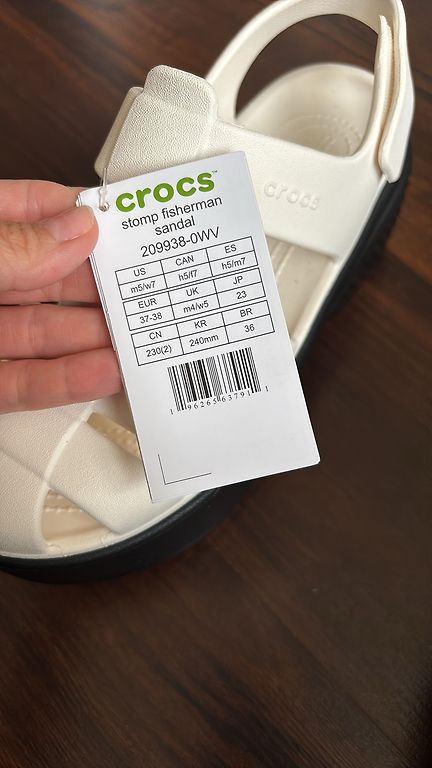 crocs™
stomp fisherman
sandal
209938-0WV
US CAN ES
m5/w7 h5/f7 h5/m7
EUR UK JP
37-38 m4/w5 23
CN KR BR
230(2) 240mm 36
1 96265 63791 1
crocs